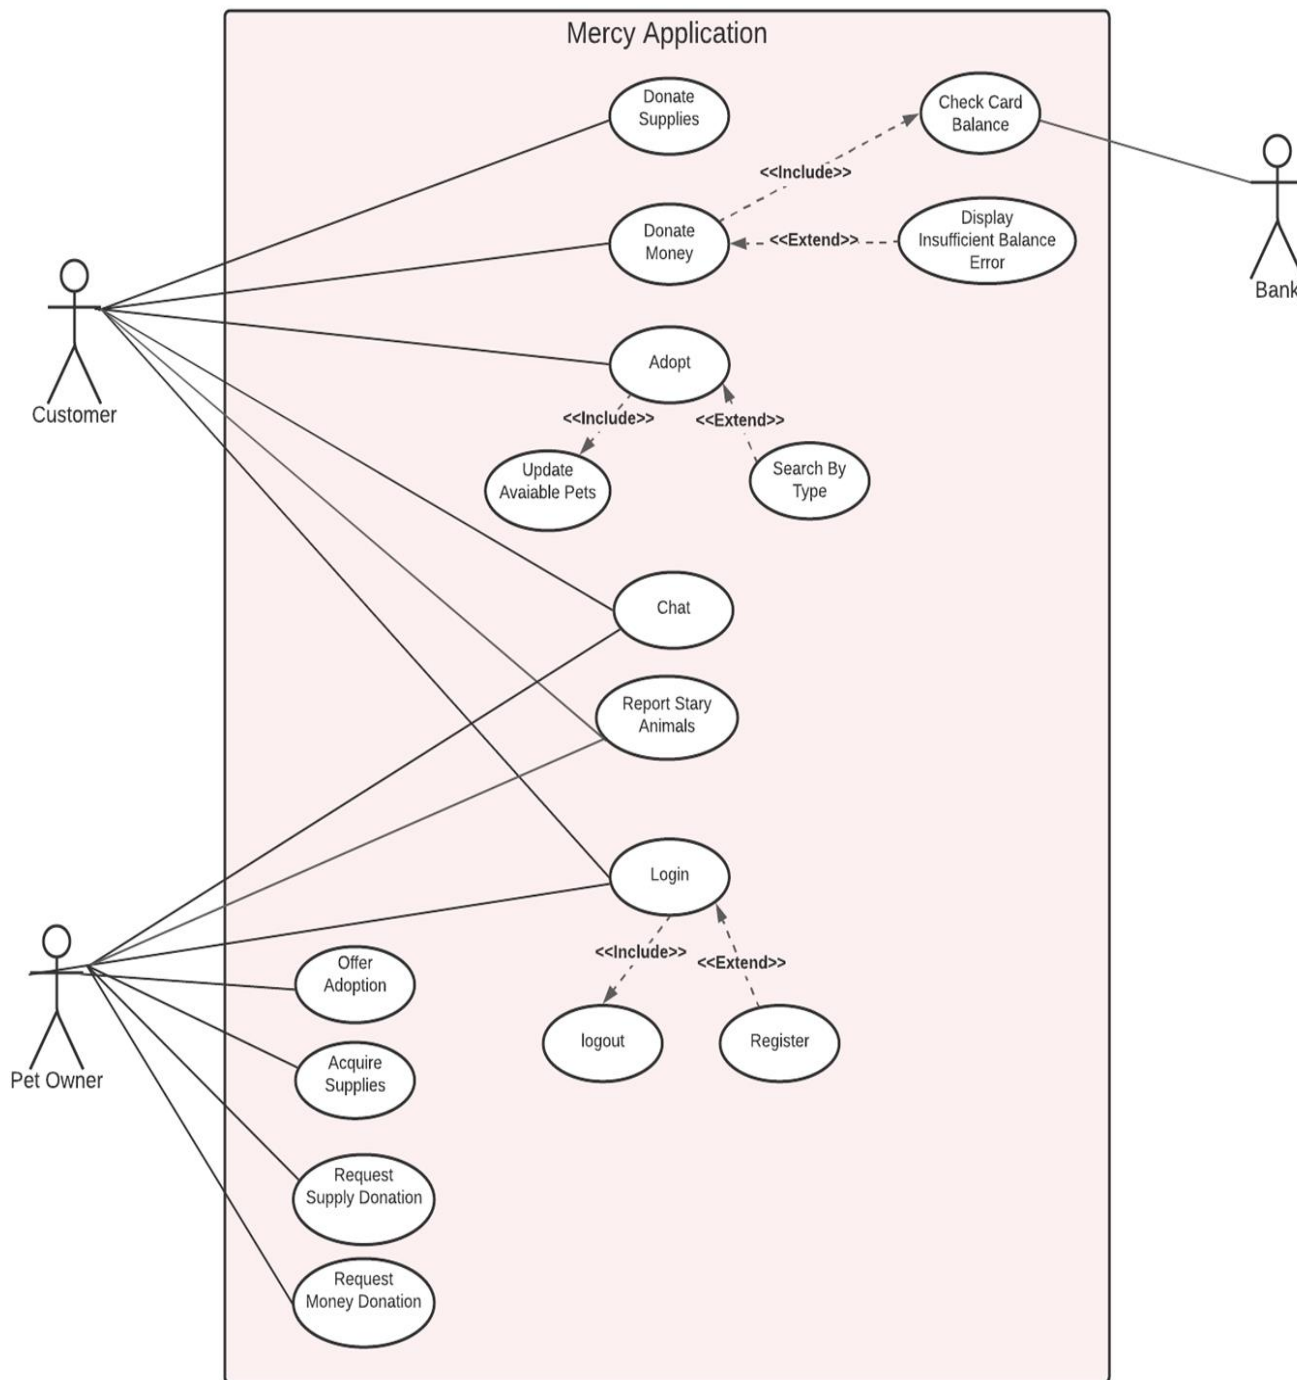 Mercy Application
Donate
Supplies
Check Card
Balance
<<Include>>
Donate
Money
<<Extend>>
Display
Insufficient Balance
Error
Bank
Customer
Adopt
<<Include>>
<<Extend>>
Update
Avaiable Pets
Search By
Type
Chat
Report Stary
Animals
Login
<<Include>>
<<Extend>>
logout
Register
Pet Owner
Offer
Adoption
Acquire
Supplies
Request
Supply Donation
Request
Money Donation